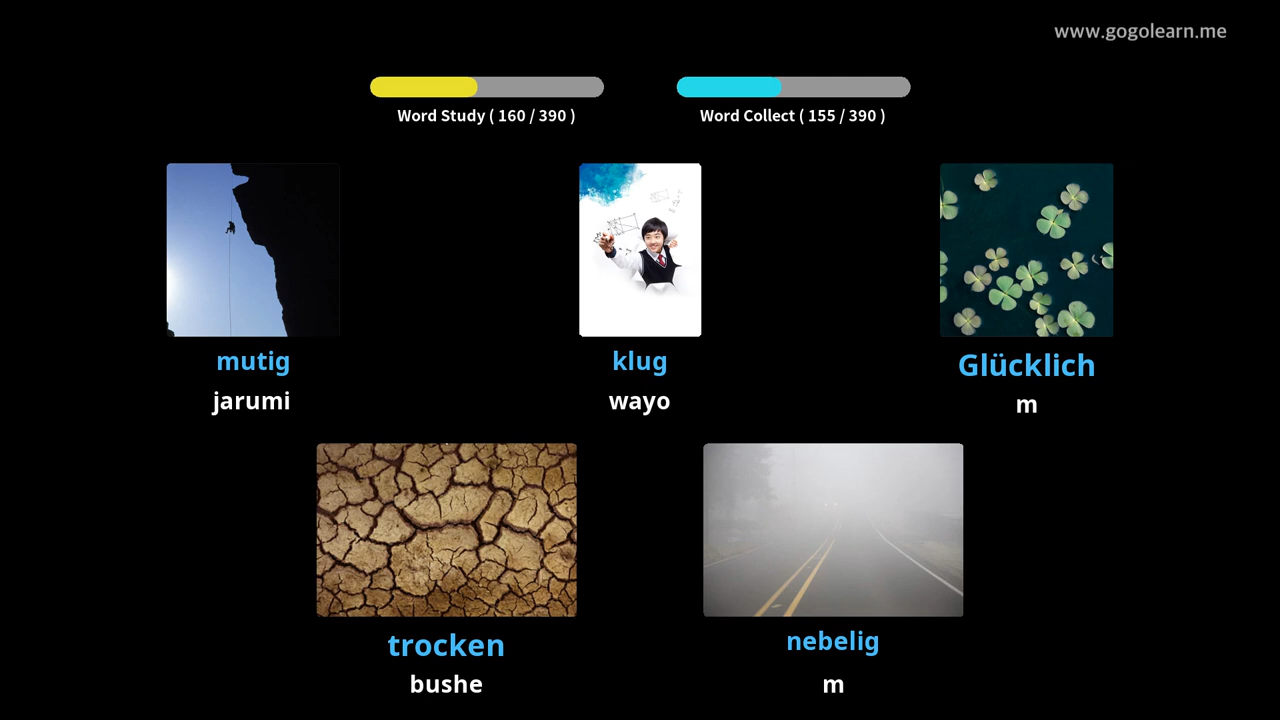 www.gogolearn.me
Word Study ( 160 / 390 )
Word Collect ( 155 / 390 )
mutig
jarumi
klug
wayo
Glücklich
m
trocken
bushe
nebelig
m